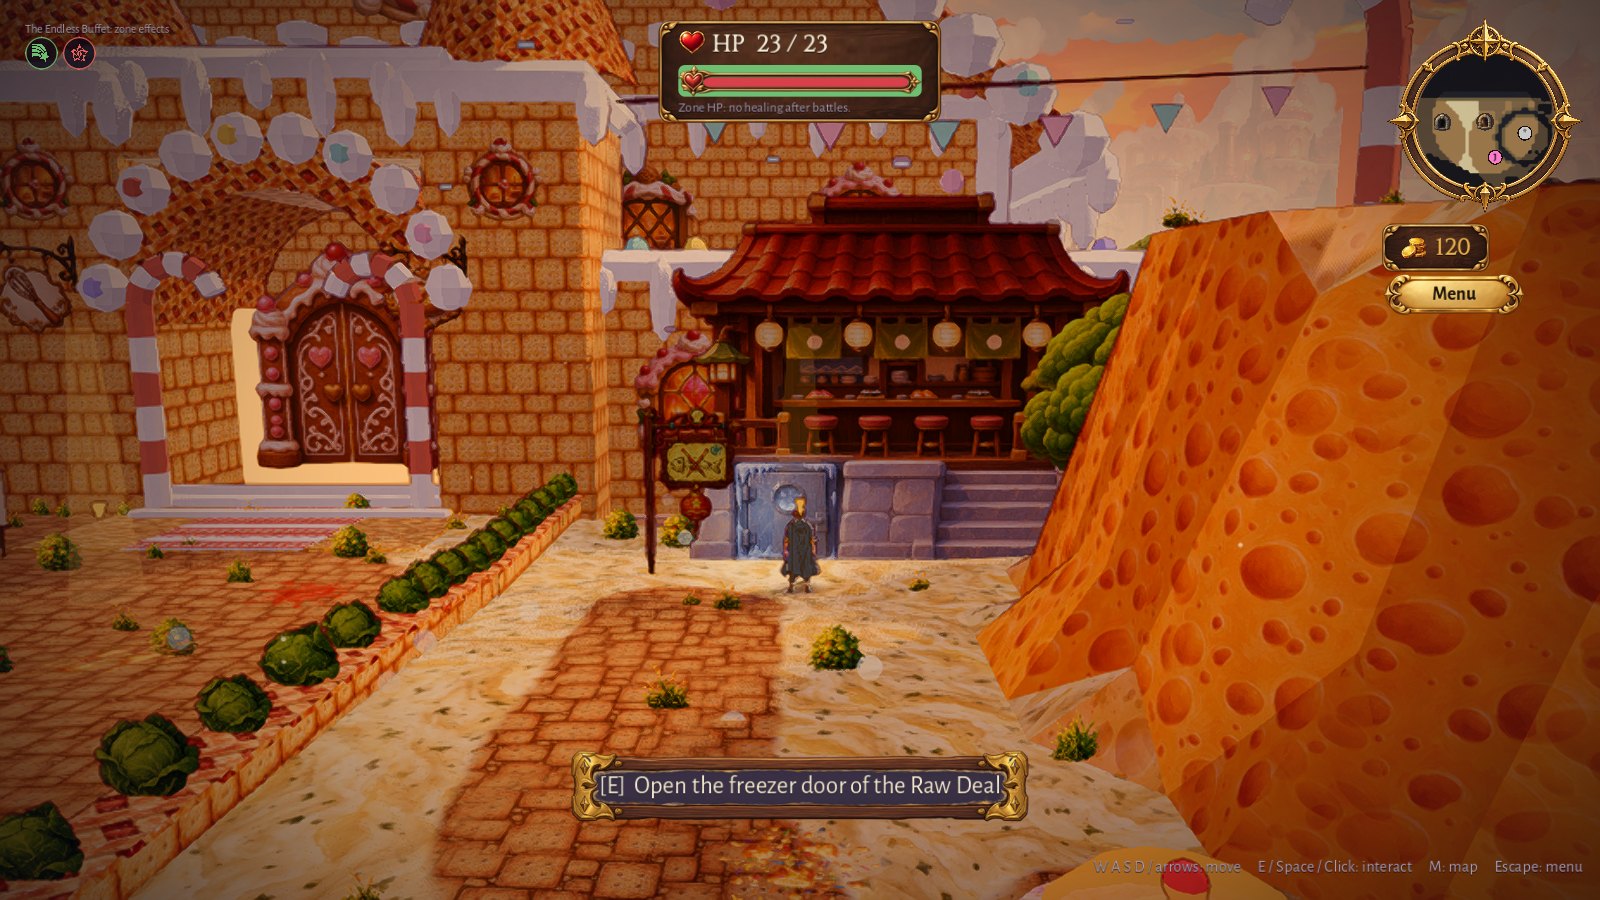 The Endless Buffet: zone effects
HP 23 / 23
Zone HP: no healing after battles.
120
Menu
[E] Open the freezer door of the Raw Deal
W A S D / arrows: move E / Space / Click: interact M: map Escape: menu